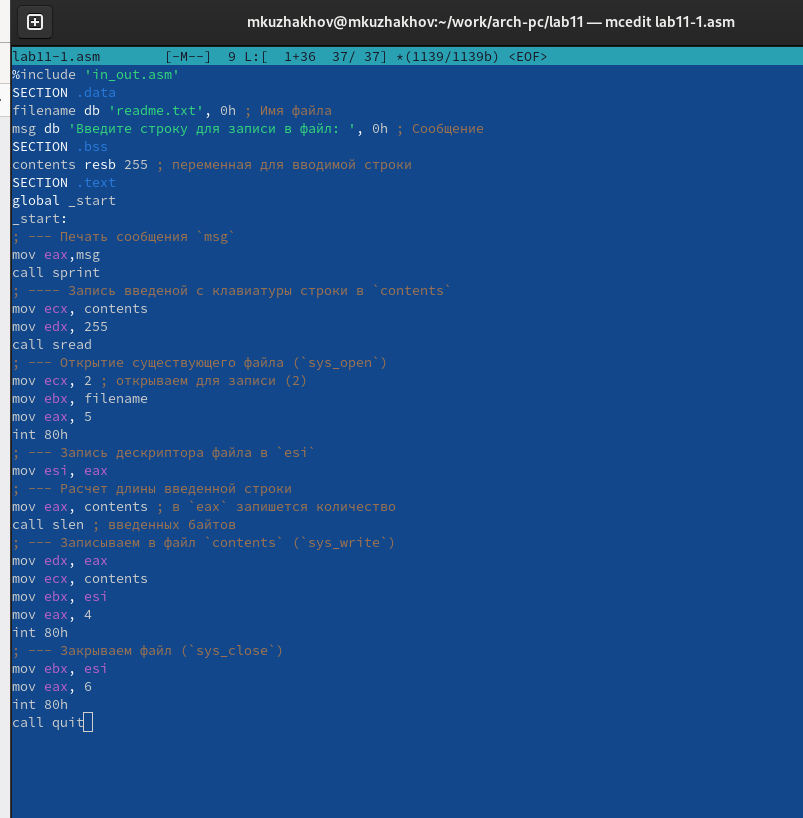 mkuzhakhov@mkuzhakhov:~/work/arch-pc/lab11 — mcedit lab11-1.asm
lab11-1.asm        [-M--]  9 L:[  1+36  37/ 37] *(1139/1139b) <EOF>
%include 'in_out.asm'
SECTION .data
filename db 'readme.txt', 0h ; Имя файла
msg db 'Введите строку для записи в файл: ', 0h ; Сообщение
SECTION .bss
contents resb 255 ; переменная для вводимой строки
SECTION .text
global _start
_start:
; --- Печать сообщения `msg`
mov eax,msg
call sprint
; ---- Запись введеной с клавиатуры строки в `contents`
mov ecx, contents
mov edx, 255
call sread
; --- Открытие существующего файла (`sys_open`)
mov ecx, 2 ; открываем для записи (2)
mov ebx, filename
mov eax, 5
int 80h
; --- Запись дескриптора файла в `esi`
mov esi, eax
; --- Расчет длины введенной строки
mov eax, contents ; в `eax` запишется количество
call slen ; введенных байтов
; --- Записываем в файл `contents` (`sys_write`)
mov edx, eax
mov ecx, contents
mov ebx, esi
mov eax, 4
int 80h
; --- Закрываем файл (`sys_close`)
mov ebx, esi
mov eax, 6
int 80h
call quit